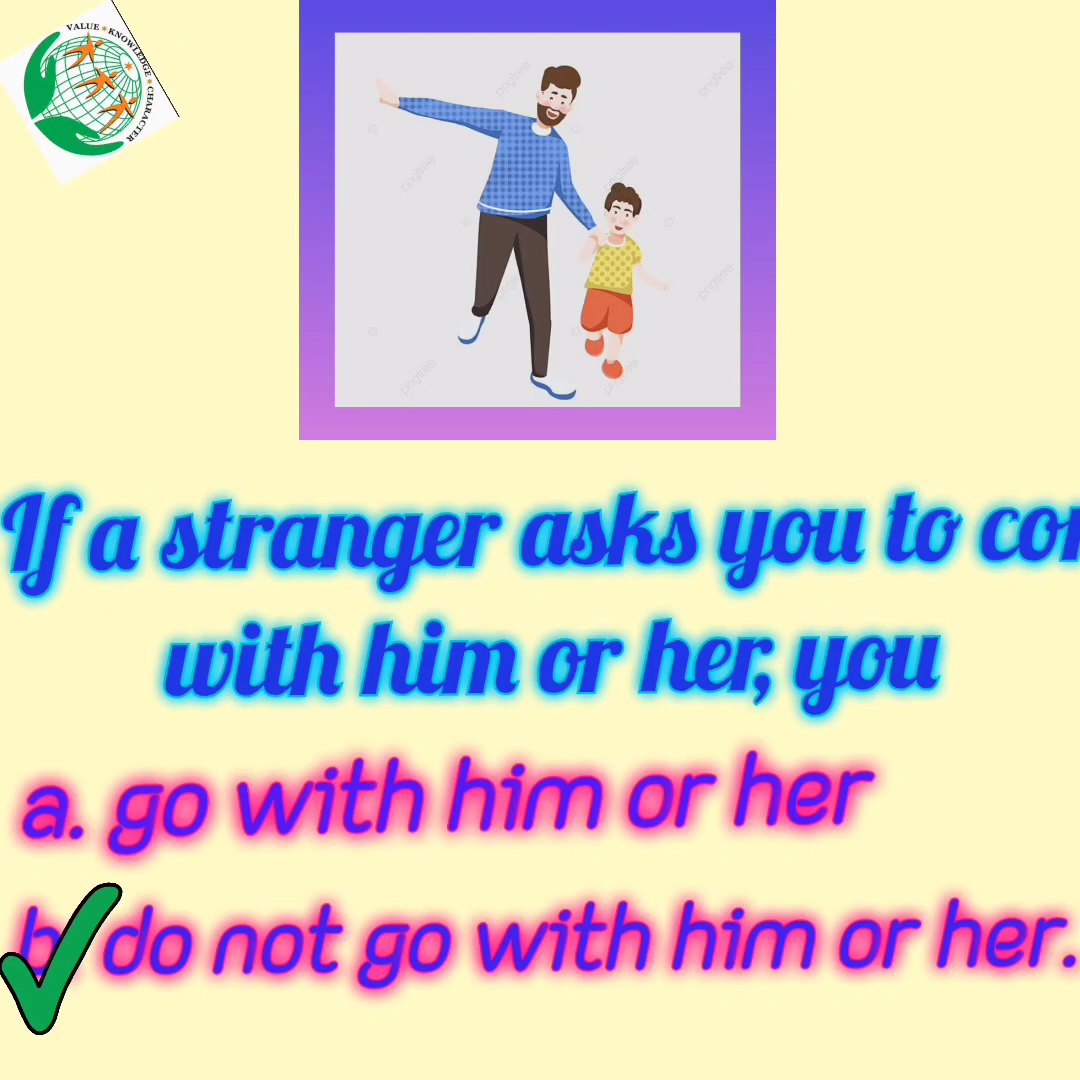 VALUE * KNOWLEDGE * CHARACTER
If a stranger asks you to
with him or her, you
a. go with him or her
b. do not go with him or her.